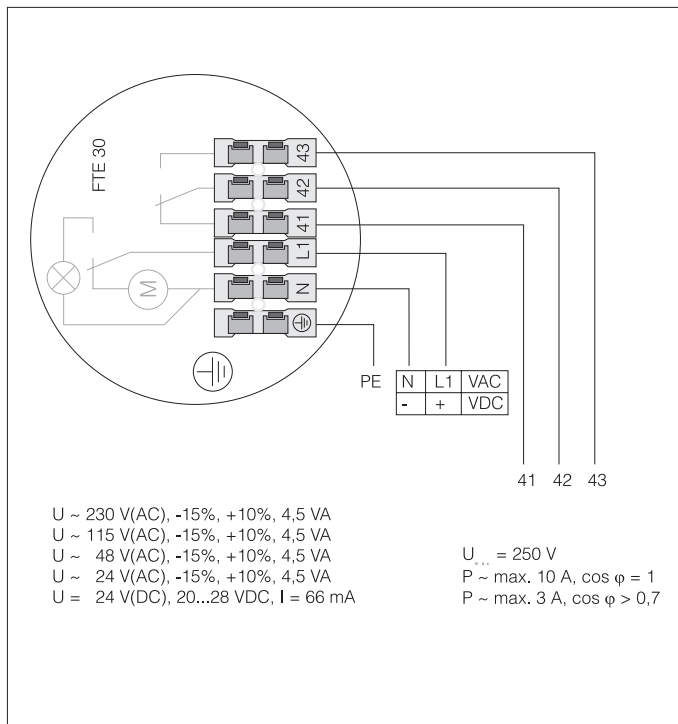 FTE 30
43
42
41
L1
N
M
PE
N L1 VAC
- + VDC
41 42 43
U ~ 230 V(AC), -15%, +10%, 4,5 VA
U ~ 115 V(AC), -15%, +10%, 4,5 VA
U ~ 48 V(AC), -15%, +10%, 4,5 VA
U ~ 24 V(AC), -15%, +10%, 4,5 VA
U = 24 V(DC), 20...28 VDC, I = 66 mA
U = 250 V
P ~ max. 10 A, cos φ = 1
P ~ max. 3 A, cos φ > 0,7